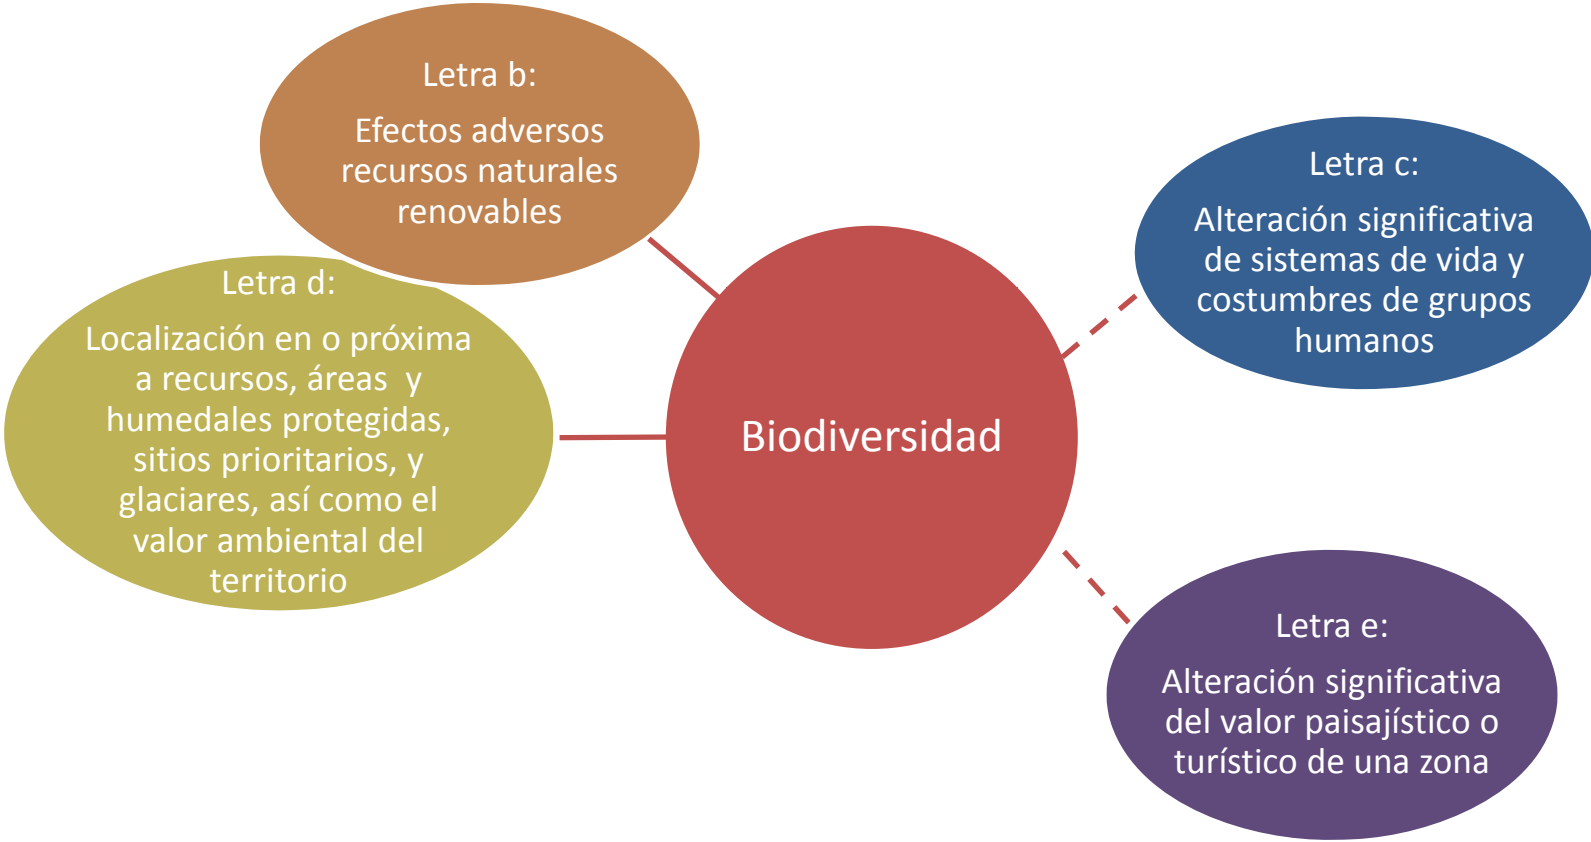 Letra b:
Efectos adversos
recursos naturales
renovables
Letra d:
Localización en o próxima
a recursos, áreas y
humedales protegidas,
sitios prioritarios, y
glaciares, así como el
valor ambiental del
territorio
Biodiversidad
Letra c:
Alteración significativa
de sistemas de vida y
costumbres de grupos
humanos
Letra e:
Alteración significativa
del valor paisajístico o
turístico de una zona